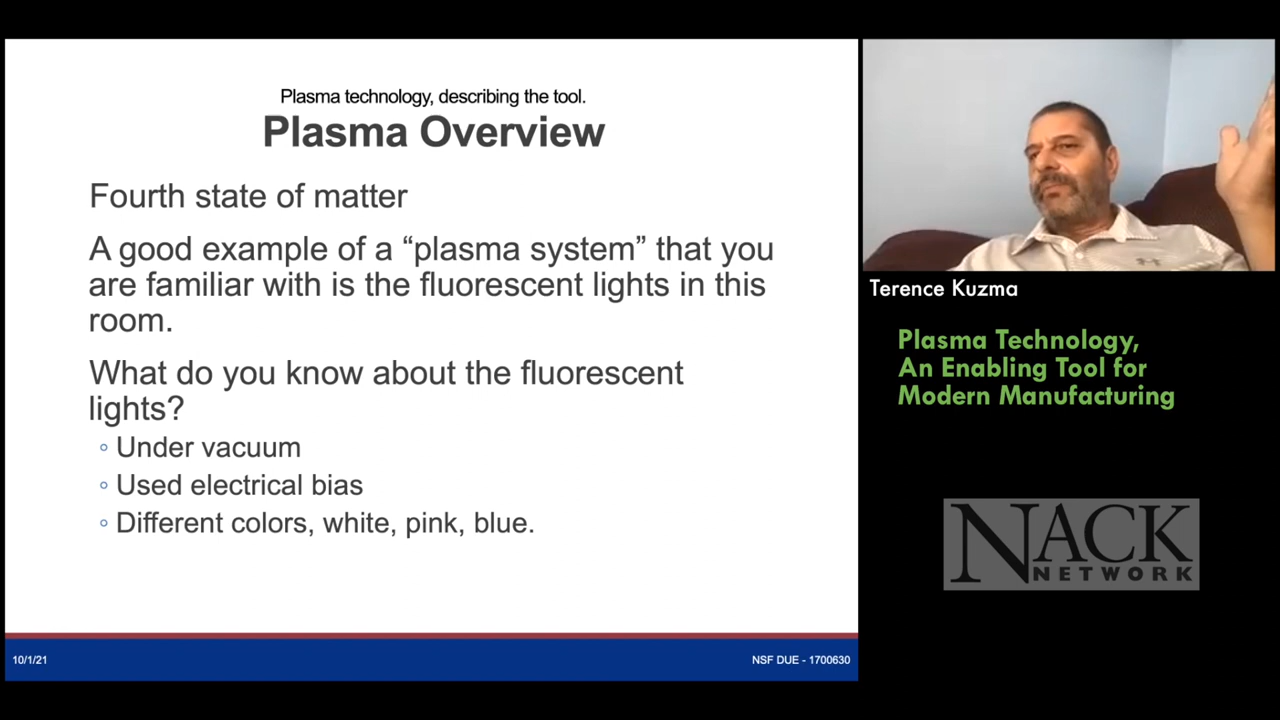 Plasma technology, describing the tool.
Plasma Overview
Fourth state of matter
A good example of a “plasma system” that you
are familiar with is the fluorescent lights in this
room.
What do you know about the fluorescent
lights?
◦ Under vacuum
◦ Used electrical bias
◦ Different colors, white, pink, blue.
10/1/21
NSF DUE - 1700630
Terence Kuzma
Plasma Technology,
An Enabling Tool for
Modern Manufacturing
NACK
NETWORK